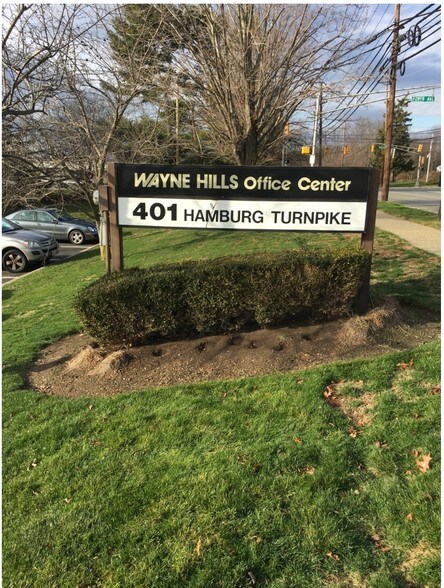 WAYNE HILLS Office Center
401 HAMBURG TURNPIKE